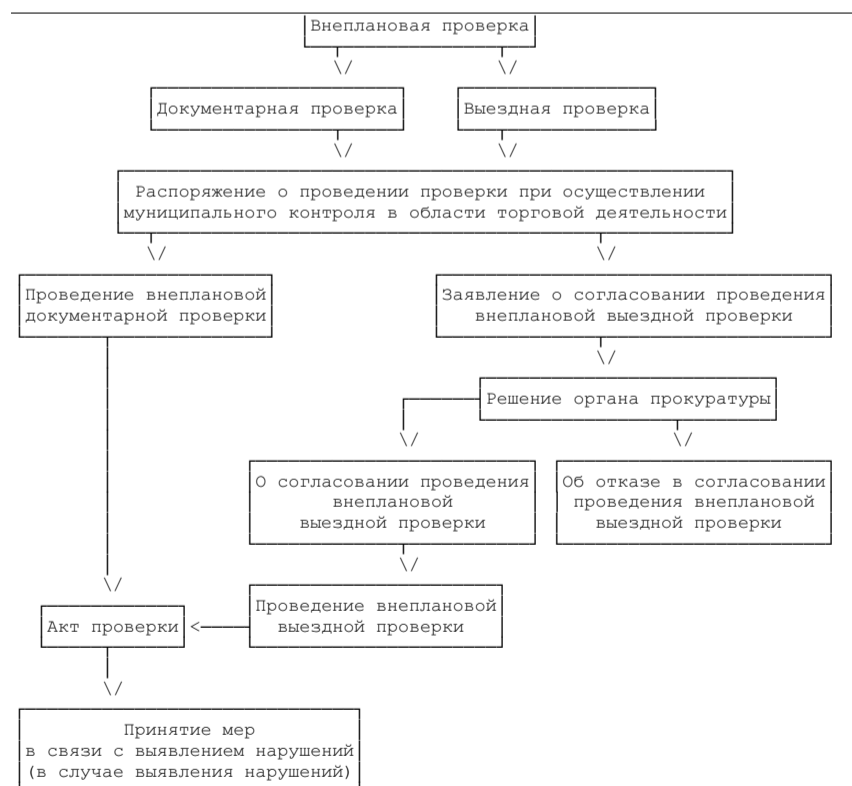 Внеплановая проверка
Документарная проверка
Выездная проверка
Распоряжение о проведении проверки при осуществлении
муниципального контроля в области торговой деятельности
Проведение внеплановой
документарной проверки
Заявление о согласовании проведения
внеплановой выездной проверки
Решение органа прокуратуры
О согласовании проведения
внеплановой
выездной проверки
Об отказе в согласовании
проведения внеплановой
выездной проверки
Проведение внеплановой
выездной проверки
Акт проверки
Принятие мер
в связи с выявлением нарушений
(в случае выявления нарушений)